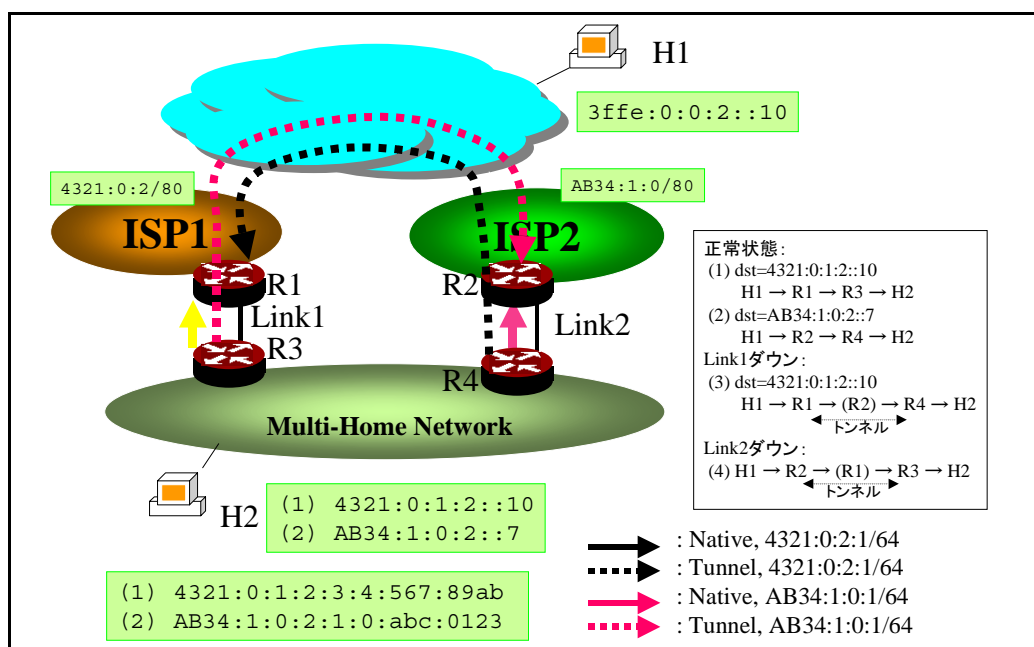 H1
3ffe:0:0:2::10
4321:0:2/80
AB34:1:0/80
ISP1
ISP2
R1
R2
Link1
Link2
R3
R4
Multi-Home Network
H2
(1) 4321:0:1:2::10
(2) AB34:1:0:2::7
(1) 4321:0:1:2:3:4:567:89ab
(2) AB34:1:0:2:1:0:abc:0123
正常状態:
(1) dst=4321:0:1:2::10
H1 → R1 → R3 → H2
(2) dst=AB34:1:0:2::7
H1 → R2 → R4 → H2
Link1ダウン:
(3) dst=4321:0:1:2::10
H1 → R1 → (R2) → R4 → H2
トンネル
Link2ダウン:
(4) H1 → R2 → (R1) → R3 → H2
トンネル
: Native, 4321:0:2:1/64
: Tunnel, 4321:0:2:1/64
: Native, AB34:1:0:1/64
: Tunnel, AB34:1:0:1/64